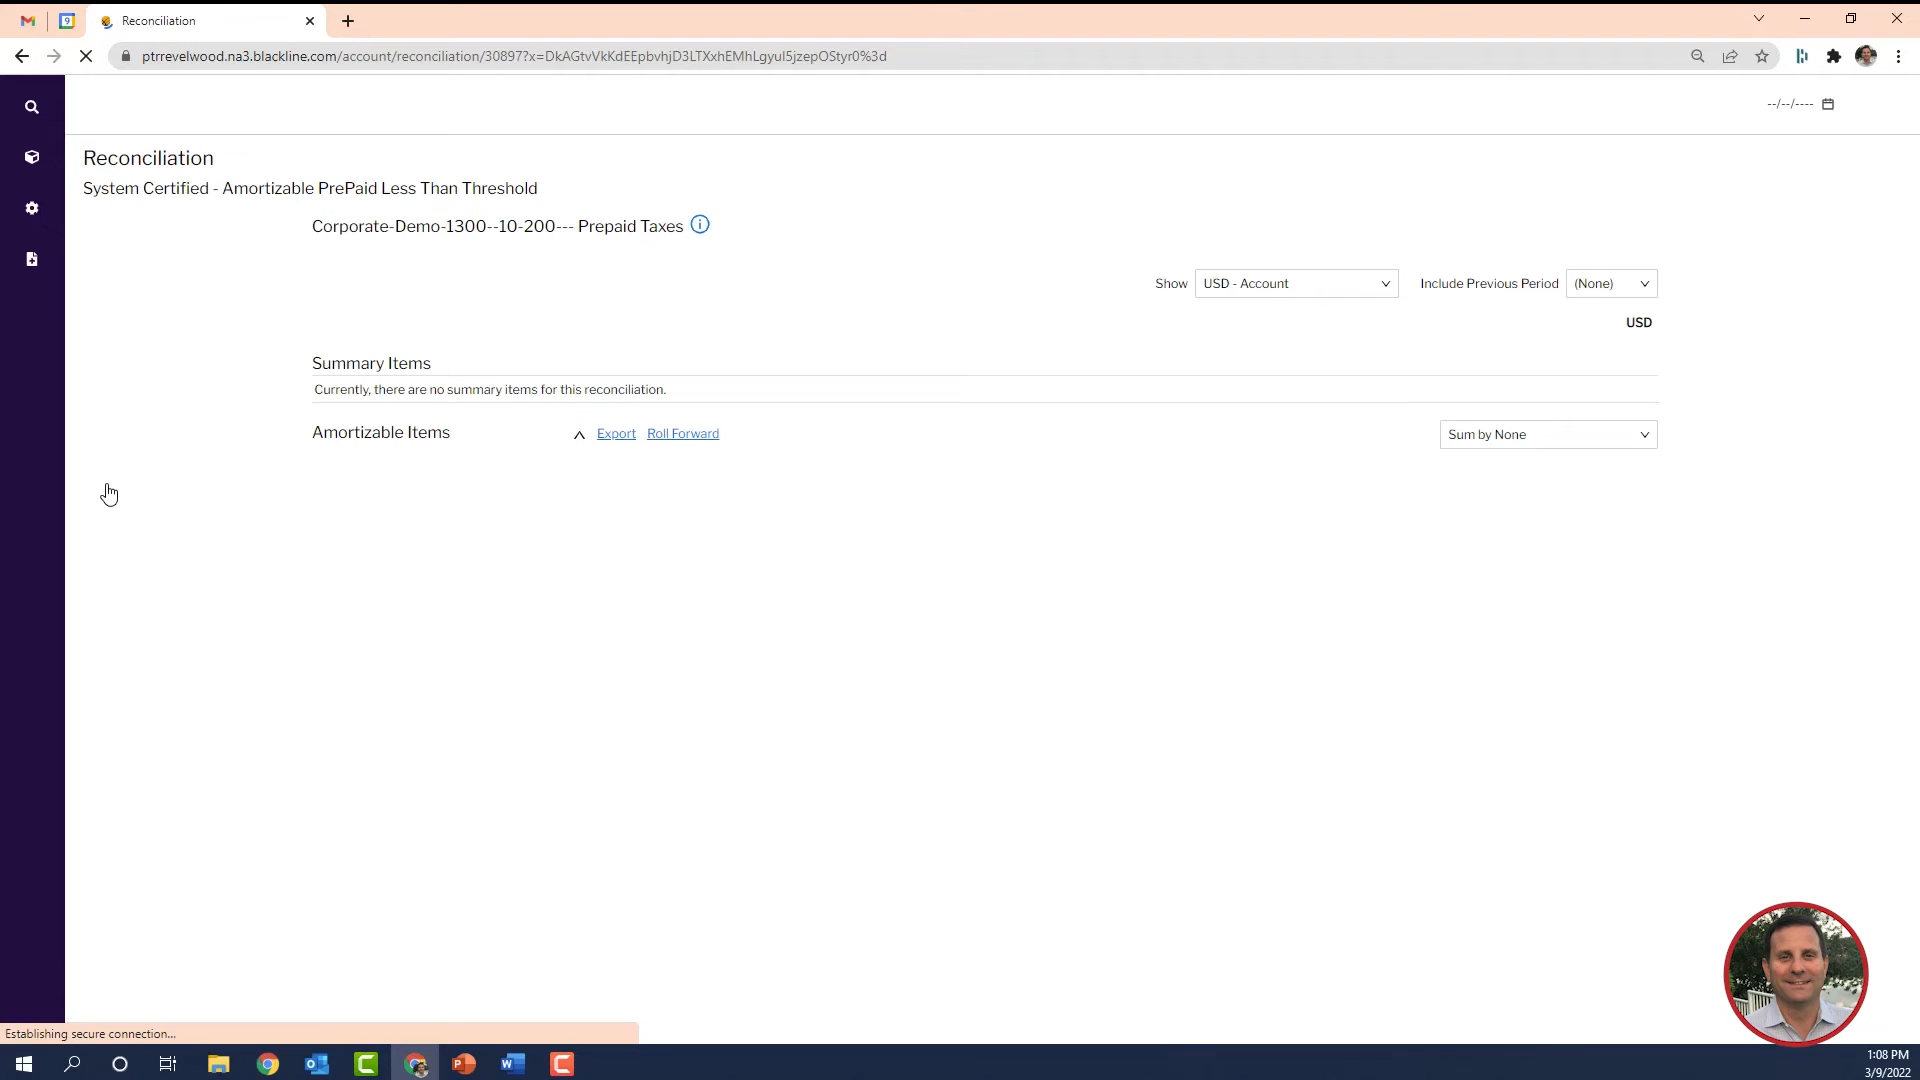 9
Reconciliation
ptrrevelwood.na3.blackline.com/account/reconciliation/30897?x=DkAGtvVkKdEEpbvhjD3LTXxhEMhLgyuI5jzepOStyr0%3d
--/--/----
Reconciliation
System Certified - Amortizable PrePaid Less Than Threshold
Corporate-Demo-1300--10-200--- Prepaid Taxes
Show USD - Account Include Previous Period (None)
USD
Summary Items
Currently, there are no summary items for this reconciliation.
Amortizable Items Export Roll Forward Sum by None
Establishing secure connection...
1:08 PM
3/9/2022